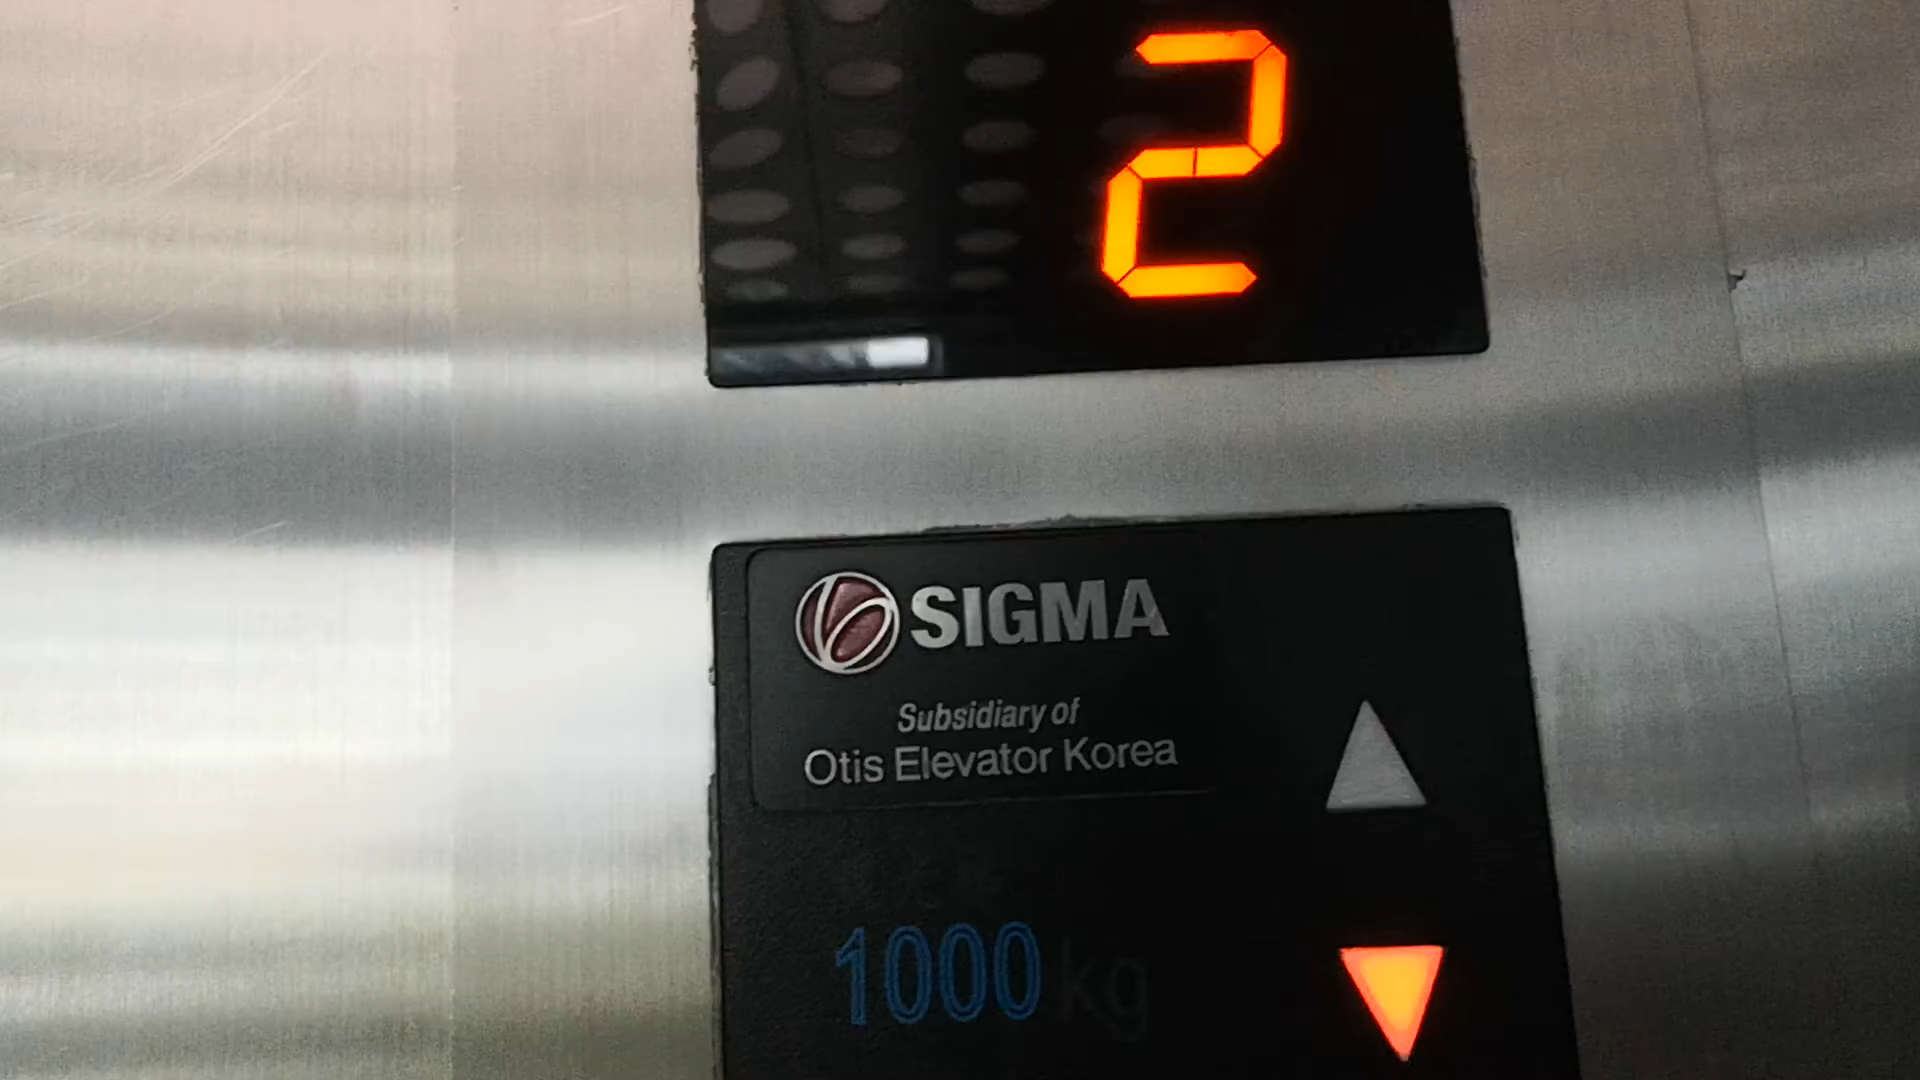 2
SIGMA
Subsidiary of
Otis Elevator Korea
1000kg